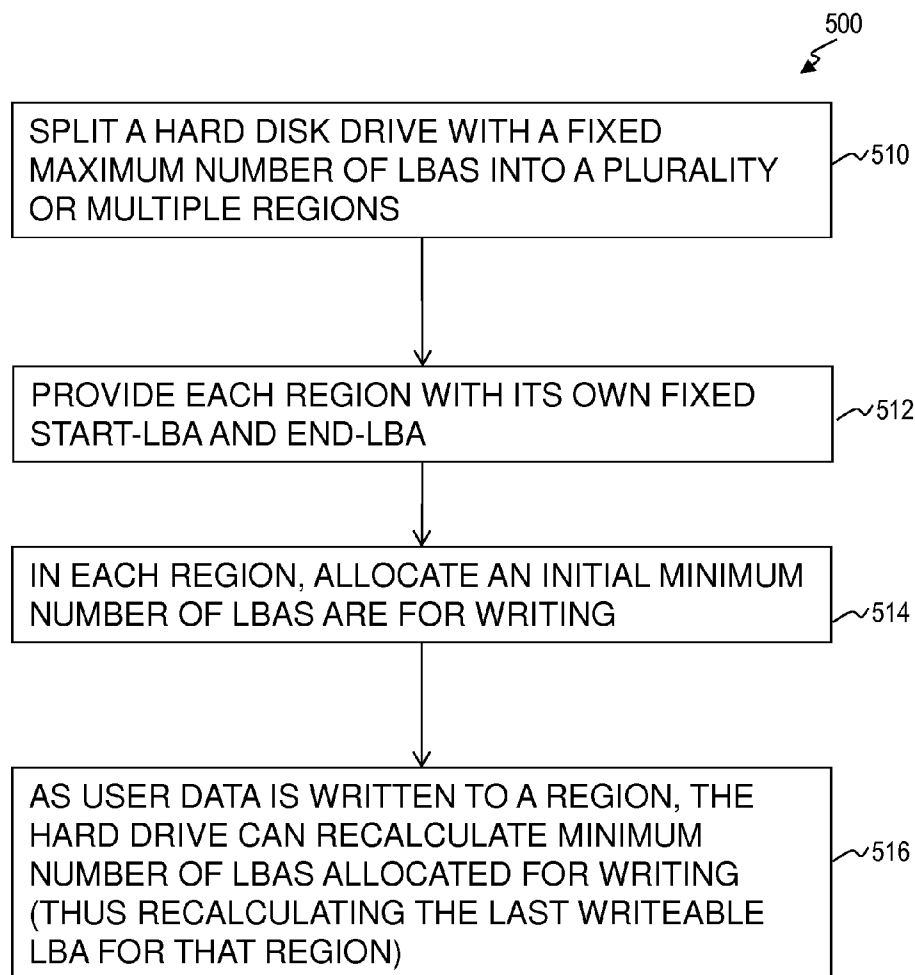 500
SPLIT A HARD DISK DRIVE WITH A FIXED
MAXIMUM NUMBER OF LBAS INTO A PLURALITY
OR MULTIPLE REGIONS
510
PROVIDE EACH REGION WITH ITS OWN FIXED
START-LBA AND END-LBA
512
IN EACH REGION, ALLOCATE AN INITIAL MINIMUM
NUMBER OF LBAS ARE FOR WRITING
514
AS USER DATA IS WRITTEN TO A REGION, THE
HARD DRIVE CAN RECALCULATE MINIMUM
NUMBER OF LBAS ALLOCATED FOR WRITING
(THUS RECALCULATING THE LAST WRITEABLE
LBA FOR THAT REGION)
516